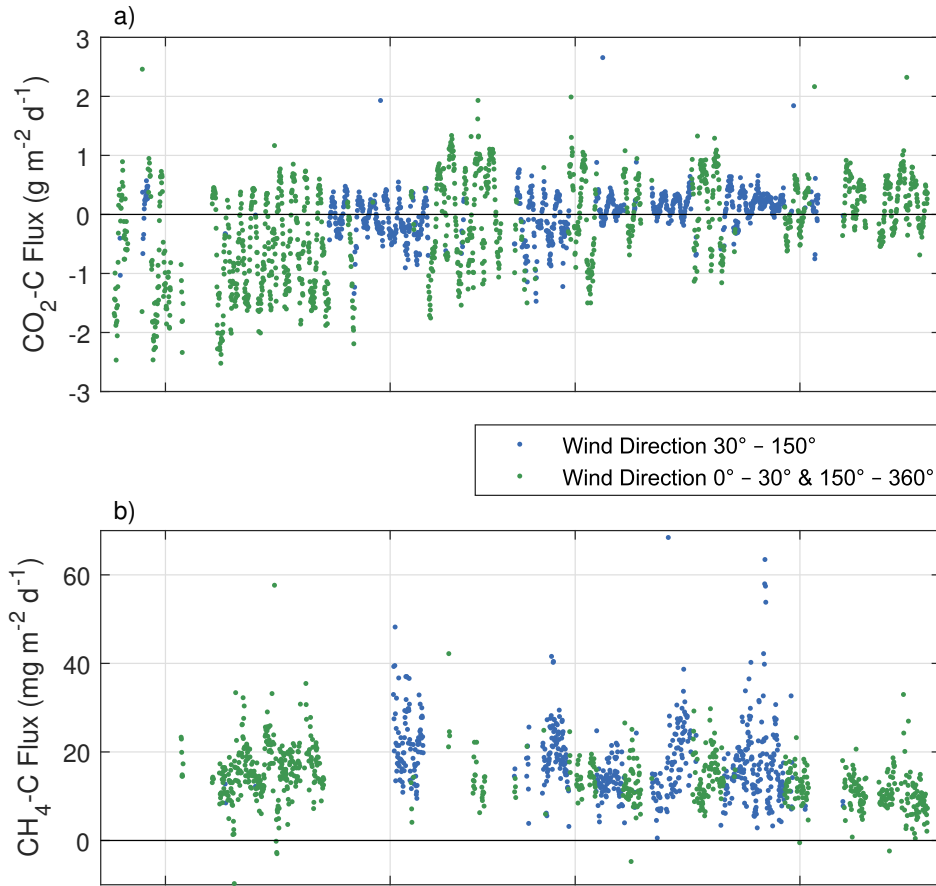 a)
CO2-C Flux (g m-2 d-1)
3
2
1
0
-1
-2
-3
Wind Direction 30° – 150°
Wind Direction 0° – 30° & 150° – 360°
b)
CH4-C Flux (mg m-2 d-1)
60
40
20
0